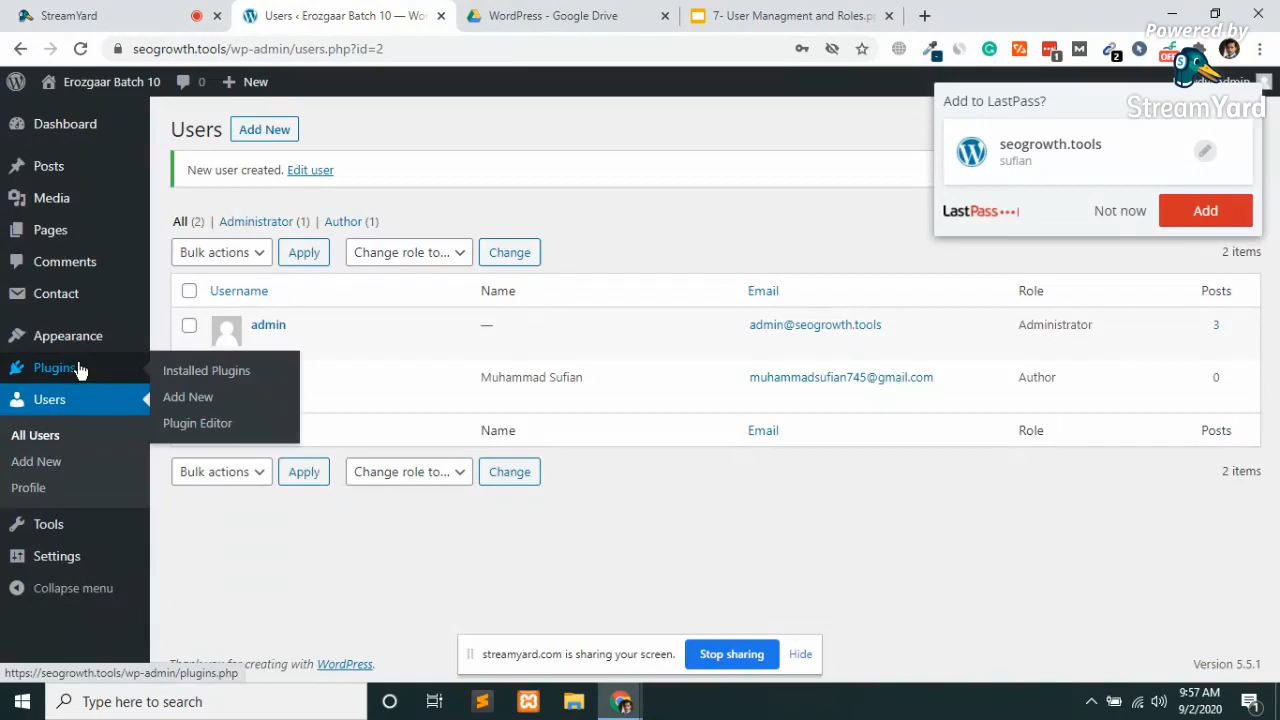 StreamYard
Users ‹ Erozgaar Batch 10 — Wo
WordPress - Google Drive
7- User Managment and Roles.p
Powered by
StreamYard
seogrowth.tools/wp-admin/users.php?id=2
Erozgaar Batch 10
0
New
admin
Dashboard
Posts
Media
Pages
Comments
Contact
Appearance
Plugins
Users
All Users
Add New
Profile
Tools
Settings
Collapse menu
Installed Plugins
Add New
Plugin Editor
Users
Add New
New user created. Edit user
Add to LastPass?
seogrowth.tools
sufian
LastPass
Not now
Add
All (2) | Administrator (1) | Author (1)
Bulk actions
Apply
Change role to...
Change
2 items
Username
Name
Email
Role
Posts
admin
—
admin@seogrowth.tools
Administrator
3
Muhammad Sufian
muhammadsufian745@gmail.com
Author
0
Name
Email
Role
Posts
Bulk actions
Apply
Change role to...
Change
2 items
streamyard.com is sharing your screen.
Stop sharing
Hide
Thank you for creating with WordPress.
Version 5.5.1
https://seogrowth.tools/wp-admin/plugins.php
Type here to search
9:57 AM
9/2/2020